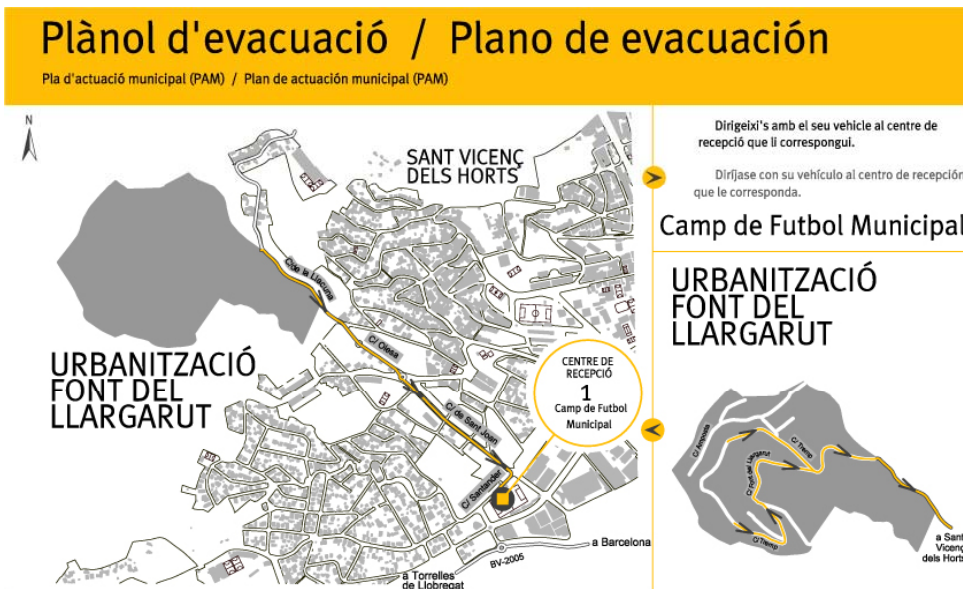 Plànol d'evacuació / Plano de evacuación
Pla d'actuació municipal (PAM) / Plan de actuación municipal (PAM)
N
SANT VICENÇ
DELS HORTS
C/de la Llacuna
C/ Olesa
C/ de Sant Joan
C/ Santander
URBANITZACIÓ
FONT DEL
LLARGARUT
CENTRE DE
RECEPCIÓ
1
Camp de Futbol
Municipal
a Barcelona
BV-2005
a Torrelles
de Llobregat
Dirigeixi's amb el seu vehicle al centre de
recepció que li correspongui.
Diríjase con su vehículo al centro de recepción
que le corresponda.
Camp de Futbol Municipal
URBANITZACIÓ
FONT DEL
LLARGARUT
C/ Amposta
C/ Tremp
C/ Font del Llargarut
C/ Tremp
a Sant
Vicenç
dels Horts